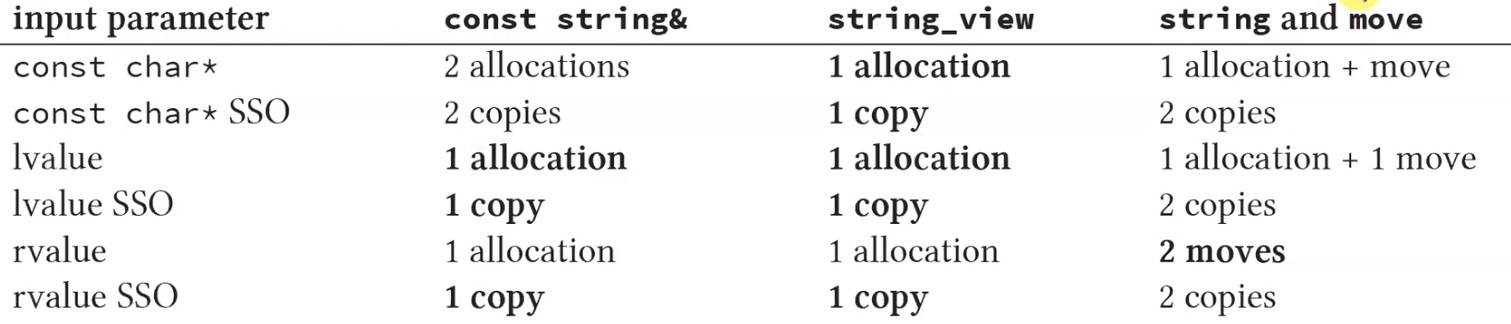 input parameter const string& string_view string and move
const char* 2 allocations 1 allocation 1 allocation + move
const char* SSO 2 copies 1 copy 2 copies
lvalue 1 allocation 1 allocation 1 allocation + 1 move
lvalue SSO 1 copy 1 copy 2 copies
rvalue 1 allocation 1 allocation 2 moves
rvalue SSO 1 copy 1 copy 2 copies